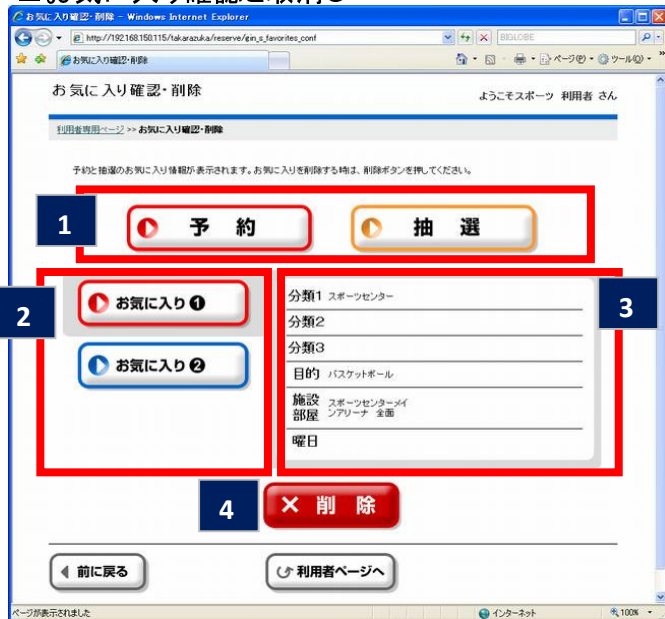 お気に入り確認・削除 - Windows Internet Explorer
http://192.168.150.115/takarazuka/reserve/gin_s_favorites_conf
BIGLOBE
お気に入り確認・削除
ページ(P)
ツール(O)
お気に入り確認・削除
ようこそスポーツ 利用者 さん
利用者専用ページ >> お気に入り確認・削除
予約と抽選のお気に入り情報が表示されます。お気に入りを削除する時は、削除ボタンを押してください。
1
予 約
抽 選
2
お気に入り❶
お気に入り❷
分類1 スポーツセンター
分類2
分類3
目的 バスケットボール
施設 スポーツセンターメイ
部屋 ンアリーナ 全面
曜日
3
4
× 削 除
前に戻る
利用者ページへ
ページが表示されました
インターネット
100%